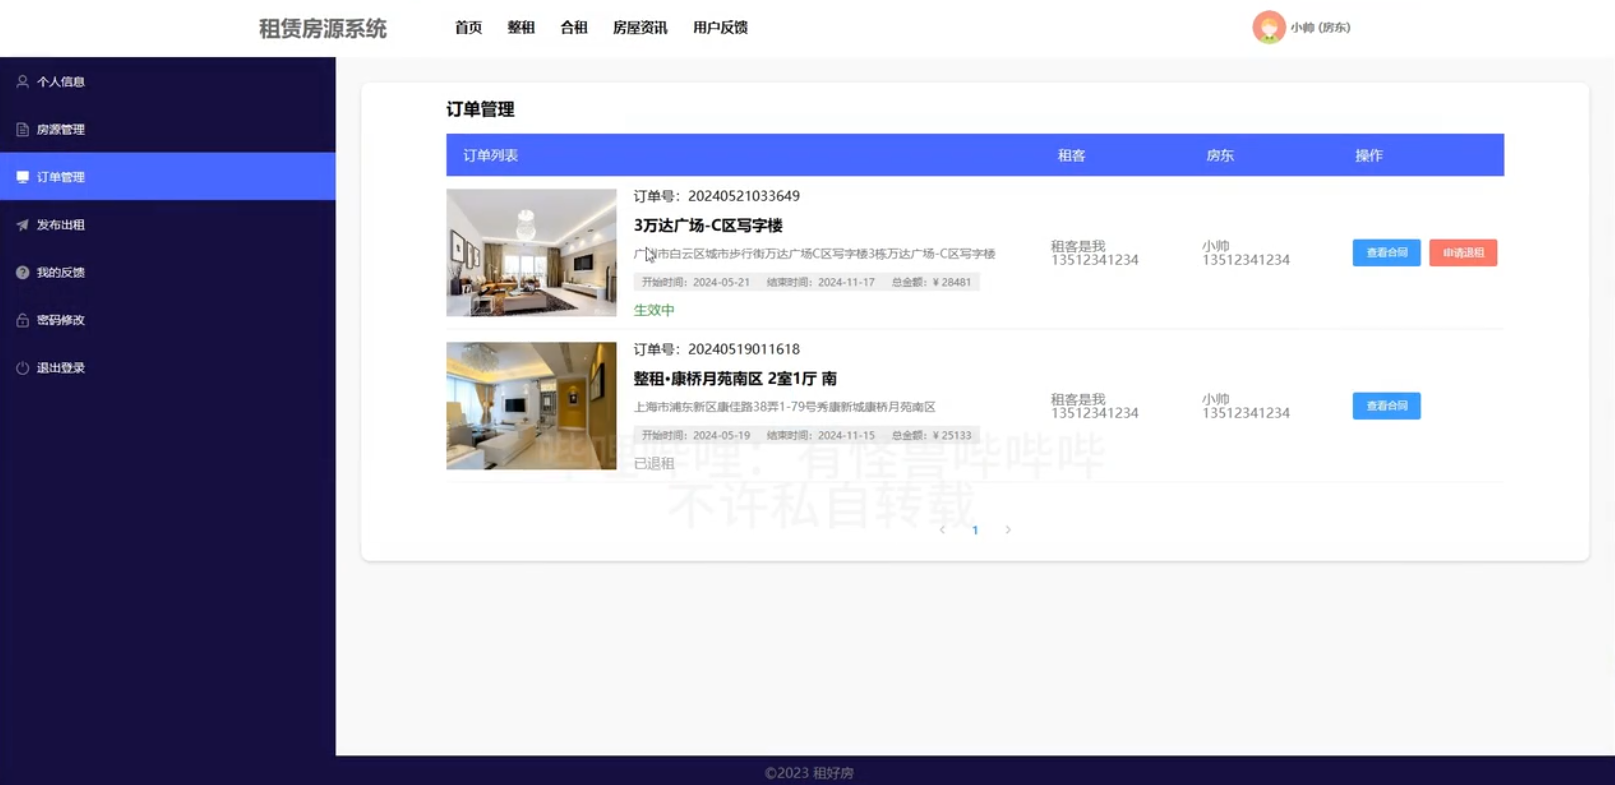 租赁房源系统
首页 整租 合租 房屋资讯 用户反馈
小帅 (房东)
个人信息
房源管理
订单管理
发布出租
我的反馈
密码修改
退出登录
订单管理
订单列表 租客 房东 操作
订单号：20240521033649
3万达广场-C区写字楼
广州市白云区城市步行街万达广场C区写字楼3栋万达广场-C区写字楼
开始时间：2024-05-21 结束时间：2024-11-17 总金额：¥ 28481
生效中
租客是我
13512341234
小帅
13512341234
查看合同 申请退租
订单号：20240519011618
整租•康桥月苑南区 2室1厅 南
上海市浦东新区康佳路38弄1-79号秀康新城康桥月苑南区
开始时间：2024-05-19 结束时间：2024-11-15 总金额：¥ 25133
已退租
租客是我
13512341234
小帅
13512341234
查看合同
哔哩哔哩：有怪兽哔哔哔
不许私自转载
< 1 >
©2023 租好房